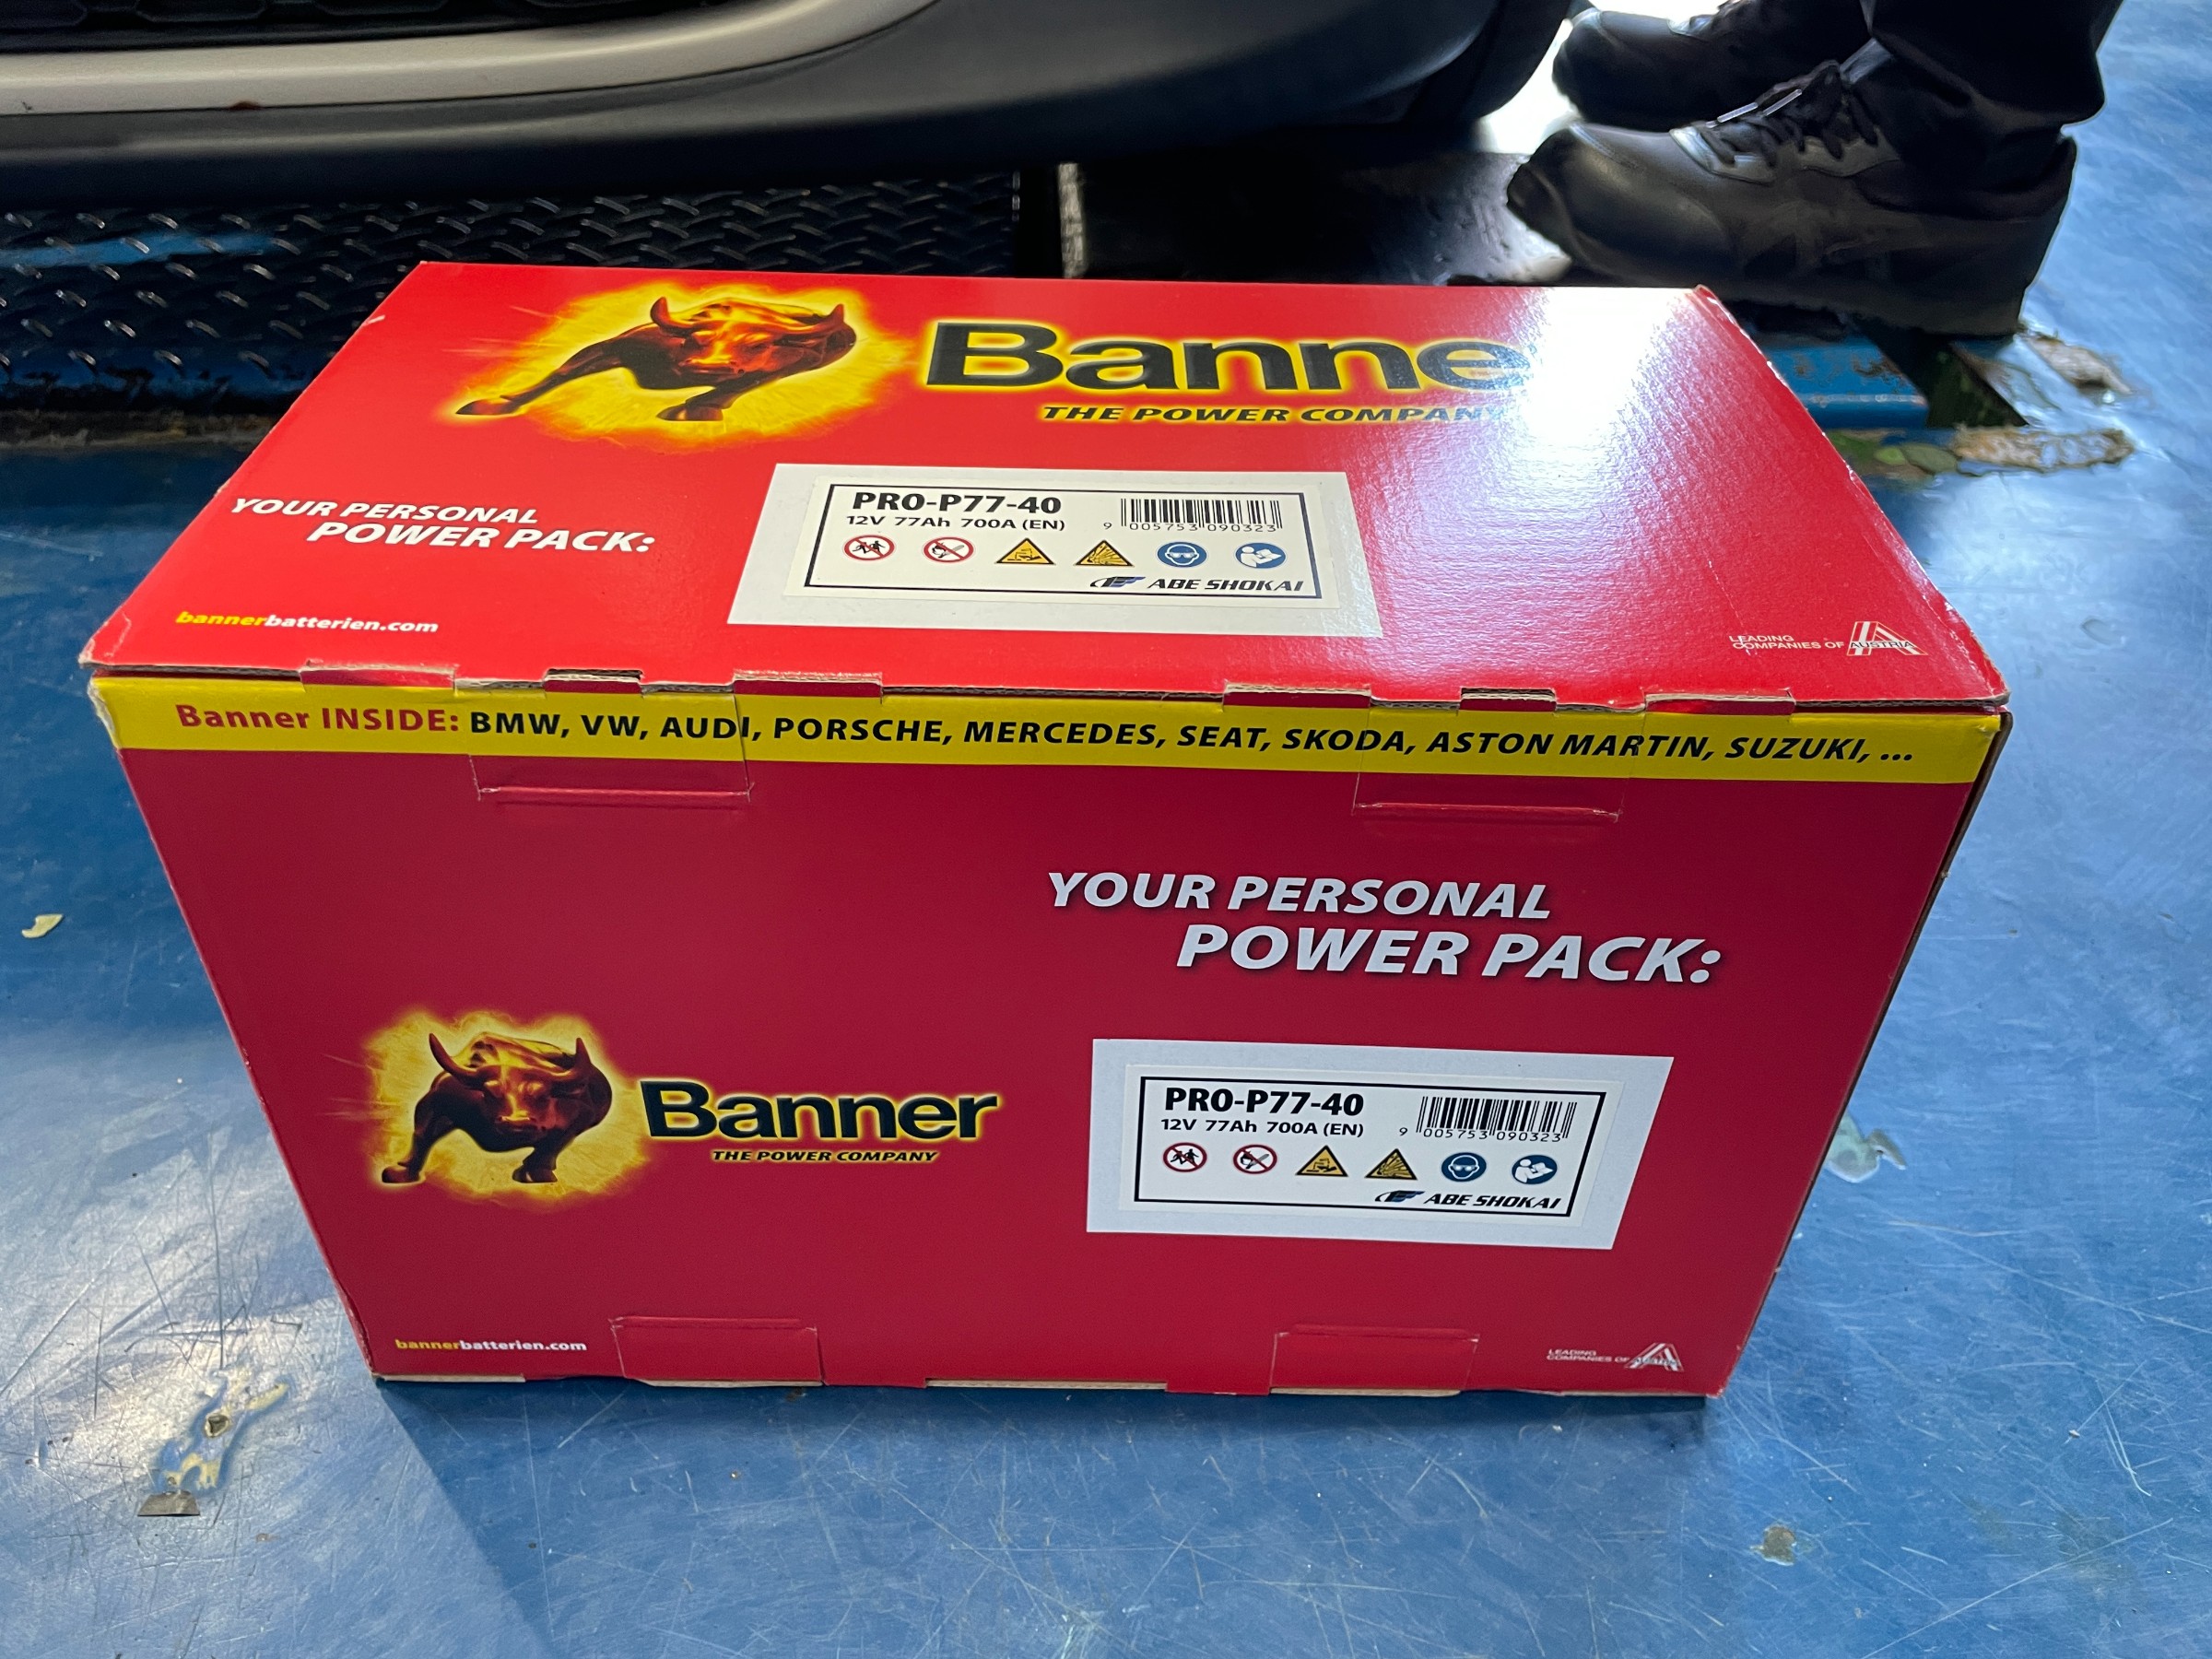 Banner
THE POWER COMPANY
YOUR PERSONAL
POWER PACK:
PRO-P77-40
12V 77Ah 700A (EN)
9 005753 090323
ABE SHOKAI
bannerbatterien.com
LEADING
COMPANIES OF AUSTRIA
Banner INSIDE: BMW, VW, AUDI, PORSCHE, MERCEDES, SEAT, SKODA, ASTON MARTIN, SUZUKI, ...
YOUR PERSONAL
POWER PACK:
Banner
THE POWER COMPANY
PRO-P77-40
12V 77Ah 700A (EN)
9 005753 090323
ABE SHOKAI
bannerbatterien.com
LEADING
COMPANIES OF AUSTRIA